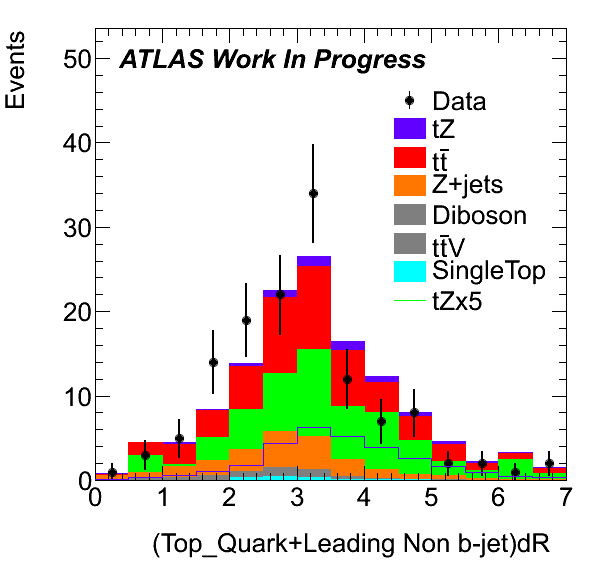 Events
ATLAS Work In Progress
Data
tZ
tt̄
Z+jets
Diboson
tt̄V
SingleTop
tZx5
50
40
30
20
10
0
0 1 2 3 4 5 6 7
(Top_Quark+Leading Non b-jet)dR